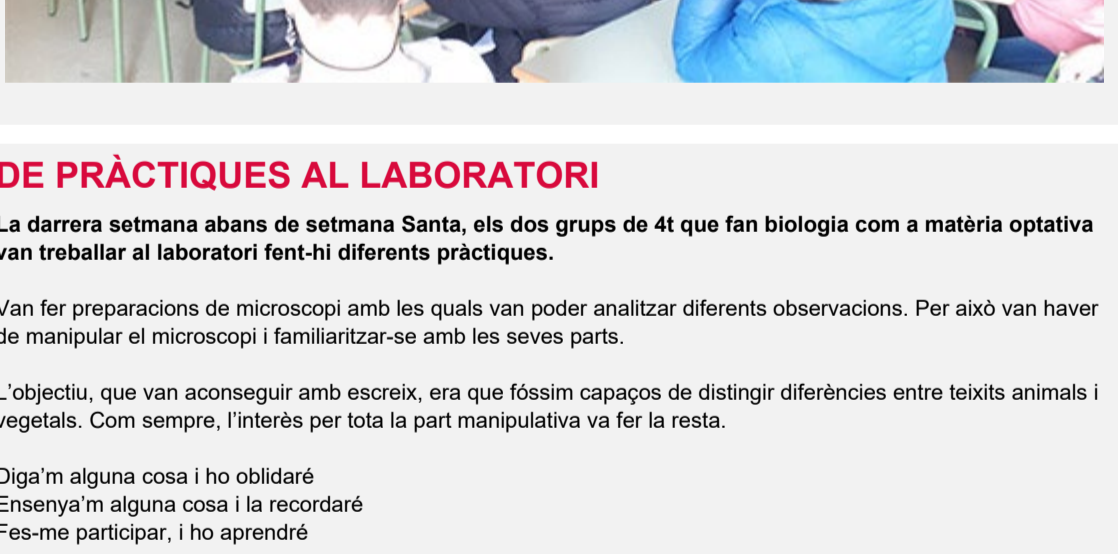 DE PRÀCTIQUES AL LABORATORI
La darrera setmana abans de setmana Santa, els dos grups de 4t que fan biologia com a matèria optativa
van treballar al laboratori fent-hi diferents pràctiques.
Van fer preparacions de microscopi amb les quals van poder analitzar diferents observacions. Per això van haver
de manipular el microscopi i familiaritzar-se amb les seves parts.
L’objectiu, que van aconseguir amb escreix, era que fóssim capaços de distingir diferències entre teixits animals i
vegetals. Com sempre, l’interès per tota la part manipulativa va fer la resta.
Diga’m alguna cosa i ho oblidaré
Ensenya’m alguna cosa i la recordaré
Fes-me participar, i ho aprendré